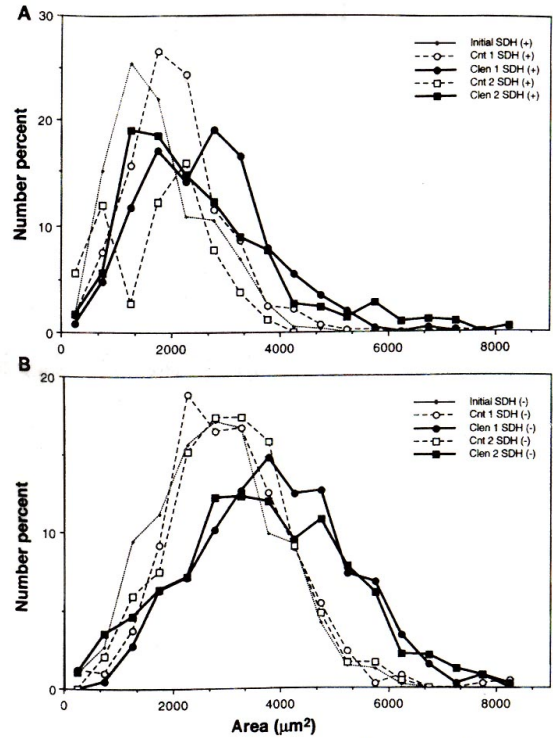 A
30
20
10
0
Number percent
Initial SDH (+)
Cnt 1 SDH (+)
Clen 1 SDH (+)
Cnt 2 SDH (+)
Clen 2 SDH (+)
0 2000 4000 6000 8000
B
20
10
0
Number percent
Initial SDH (-)
Cnt 1 SDH (-)
Clen 1 SDH (-)
Cnt 2 SDH (-)
Clen 2 SDH (-)
0 2000 4000 6000 8000
Area (µm²)